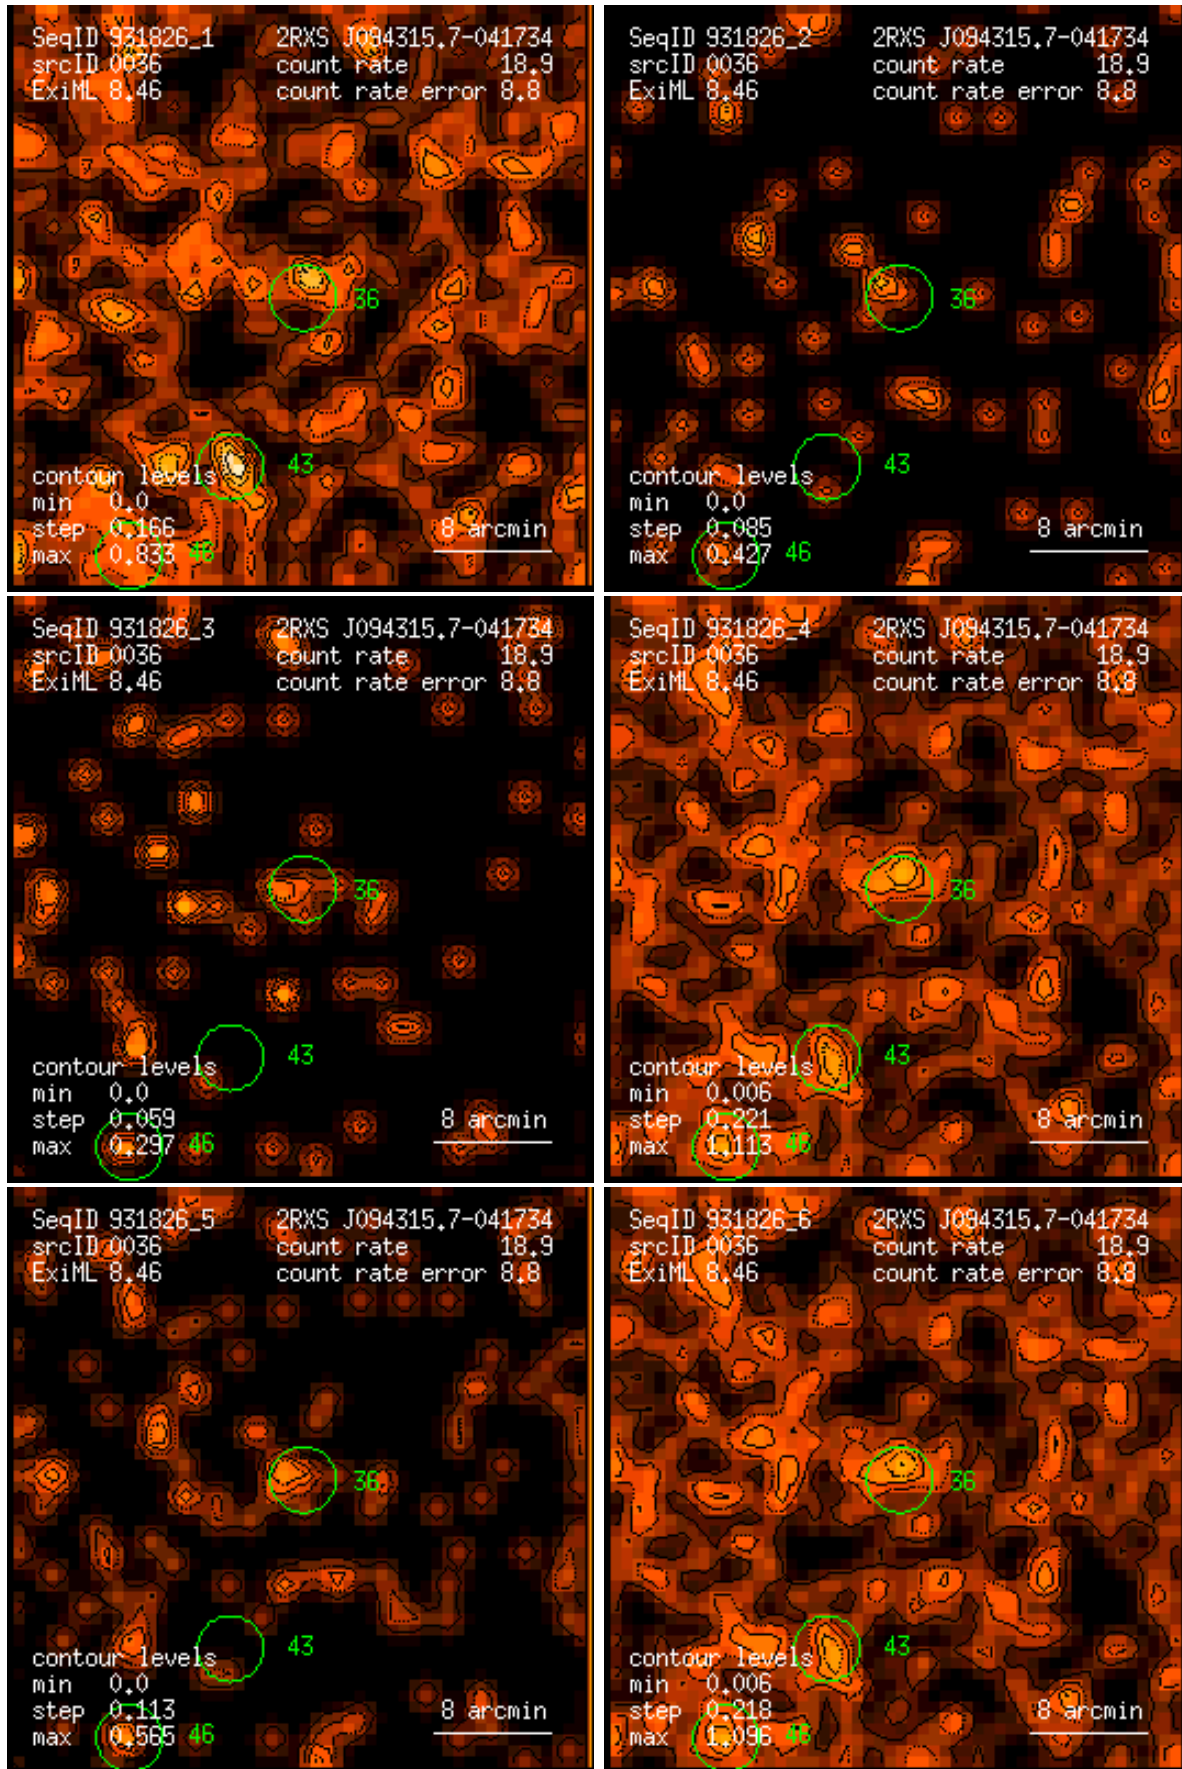 SeqID 931826_1 2RXS J094315.7-041734
srcID 0036 count rate 18.9
ExiML 8.46 count rate error 8.8
36
43
contour levels
min 0.0
step 0.166 8 arcmin
max 0.833 46
SeqID 931826_2 2RXS J094315.7-041734
srcID 0036 count rate 18.9
ExiML 8.46 count rate error 8.8
36
43
contour levels
min 0.0
step 0.085 8 arcmin
max 0.427 46
SeqID 931826_3 2RXS J094315.7-041734
srcID 0036 count rate 18.9
ExiML 8.46 count rate error 8.8
36
43
contour levels
min 0.0
step 0.059 8 arcmin
max 0.297 46
SeqID 931826_4 2RXS J094315.7-041734
srcID 0036 count rate 18.9
ExiML 8.46 count rate error 8.8
36
43
contour levels
min 0.006
step 0.221 8 arcmin
max 1.113 46
SeqID 931826_5 2RXS J094315.7-041734
srcID 0036 count rate 18.9
ExiML 8.46 count rate error 8.8
36
43
contour levels
min 0.0
step 0.113 8 arcmin
max 0.565 46
SeqID 931826_6 2RXS J094315.7-041734
srcID 0036 count rate 18.9
ExiML 8.46 count rate error 8.8
36
43
contour levels
min 0.006
step 0.218 8 arcmin
max 1.096 46